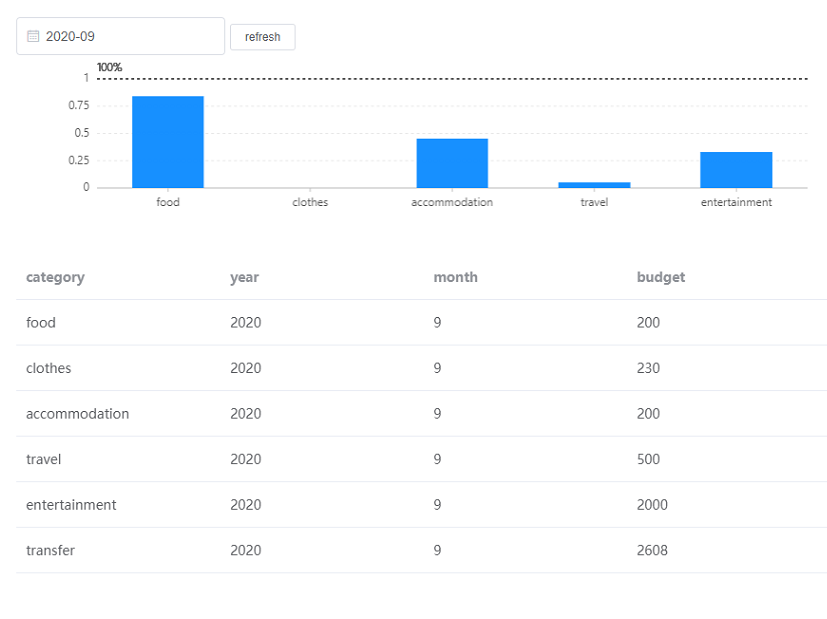 2020-09 refresh
100%
1
0.75
0.5
0.25
0
food clothes accommodation travel entertainment
category year month budget
food 2020 9 200
clothes 2020 9 230
accommodation 2020 9 200
travel 2020 9 500
entertainment 2020 9 2000
transfer 2020 9 2608